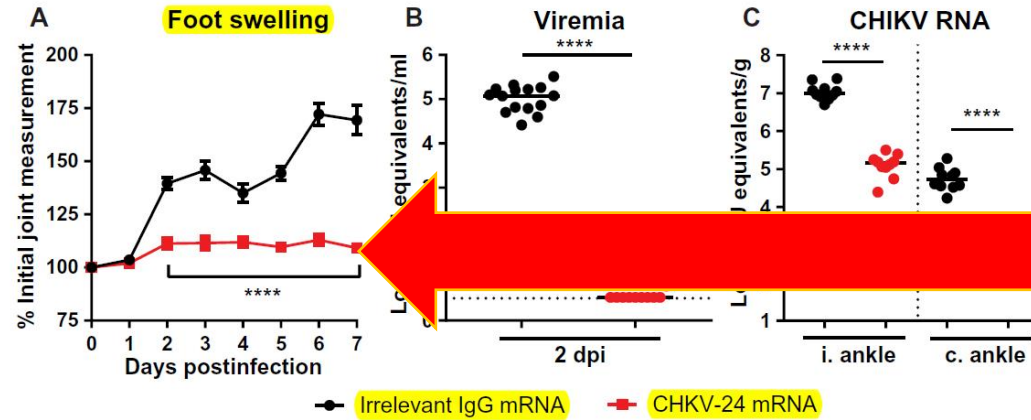 A Foot swelling
% Initial joint measurement
200
175
150
125
100
75
****
0 1 2 3 4 5 6 7
Days postinfection
B Viremia
equivalents/ml
6
5
****
2 dpi
C CHIKV RNA
equivalents/g
8
7
6
5
4
1
****
****
i. ankle c. ankle
Irrelevant IgG mRNA CHKV-24 mRNA